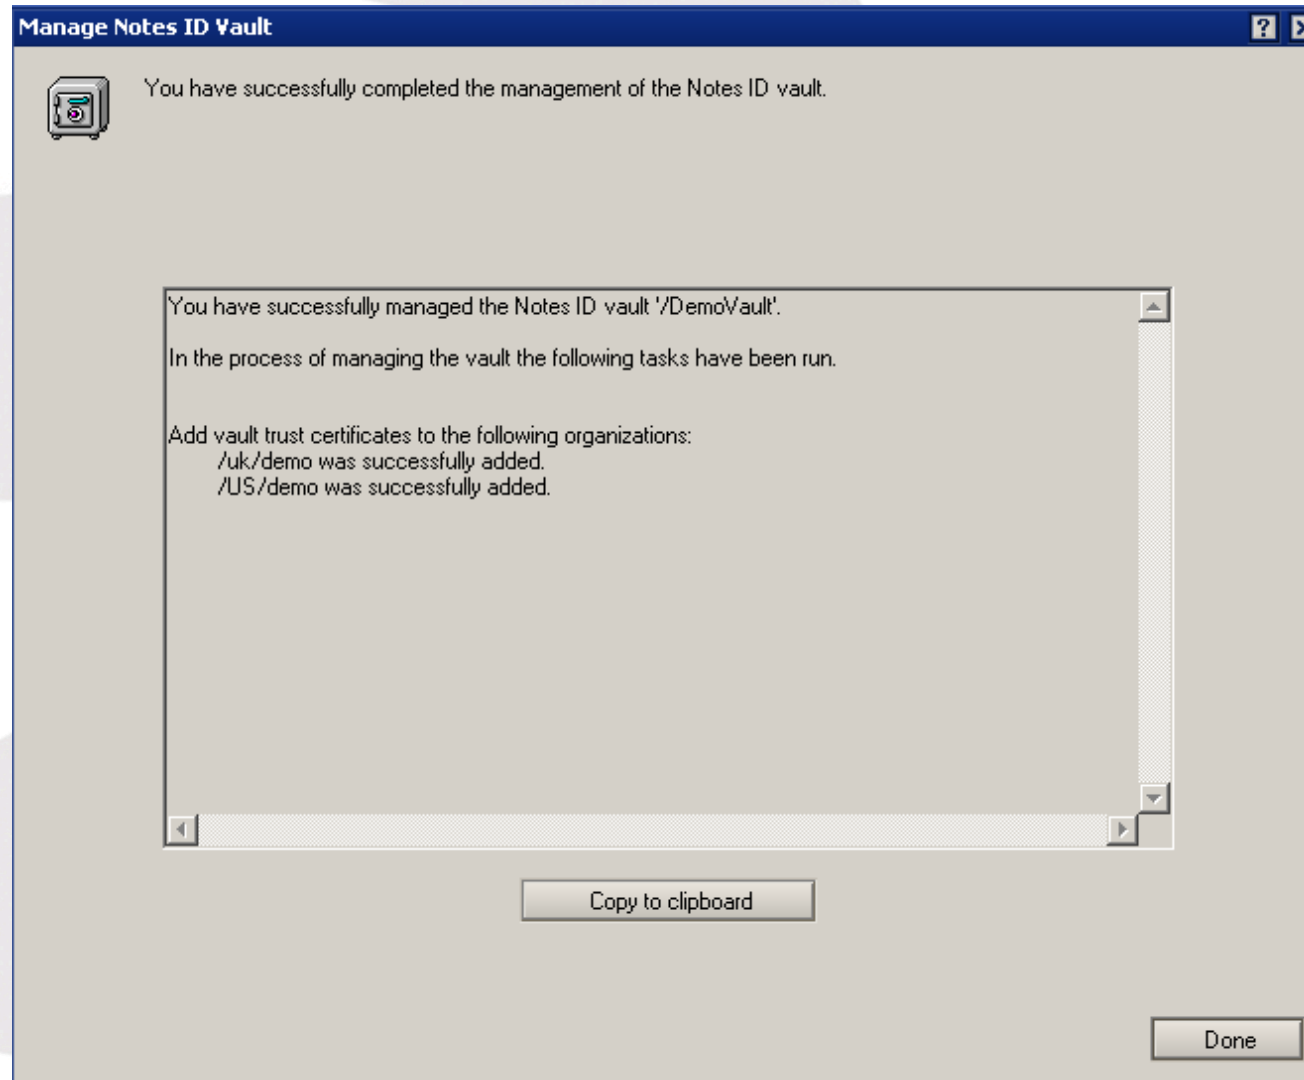 Manage Notes ID Vault
You have successfully completed the management of the Notes ID vault.
You have successfully managed the Notes ID vault '/DemoVault'.
In the process of managing the vault the following tasks have been run.
Add vault trust certificates to the following organizations:
/uk/demo was successfully added.
/US/demo was successfully added.
Copy to clipboard
Done